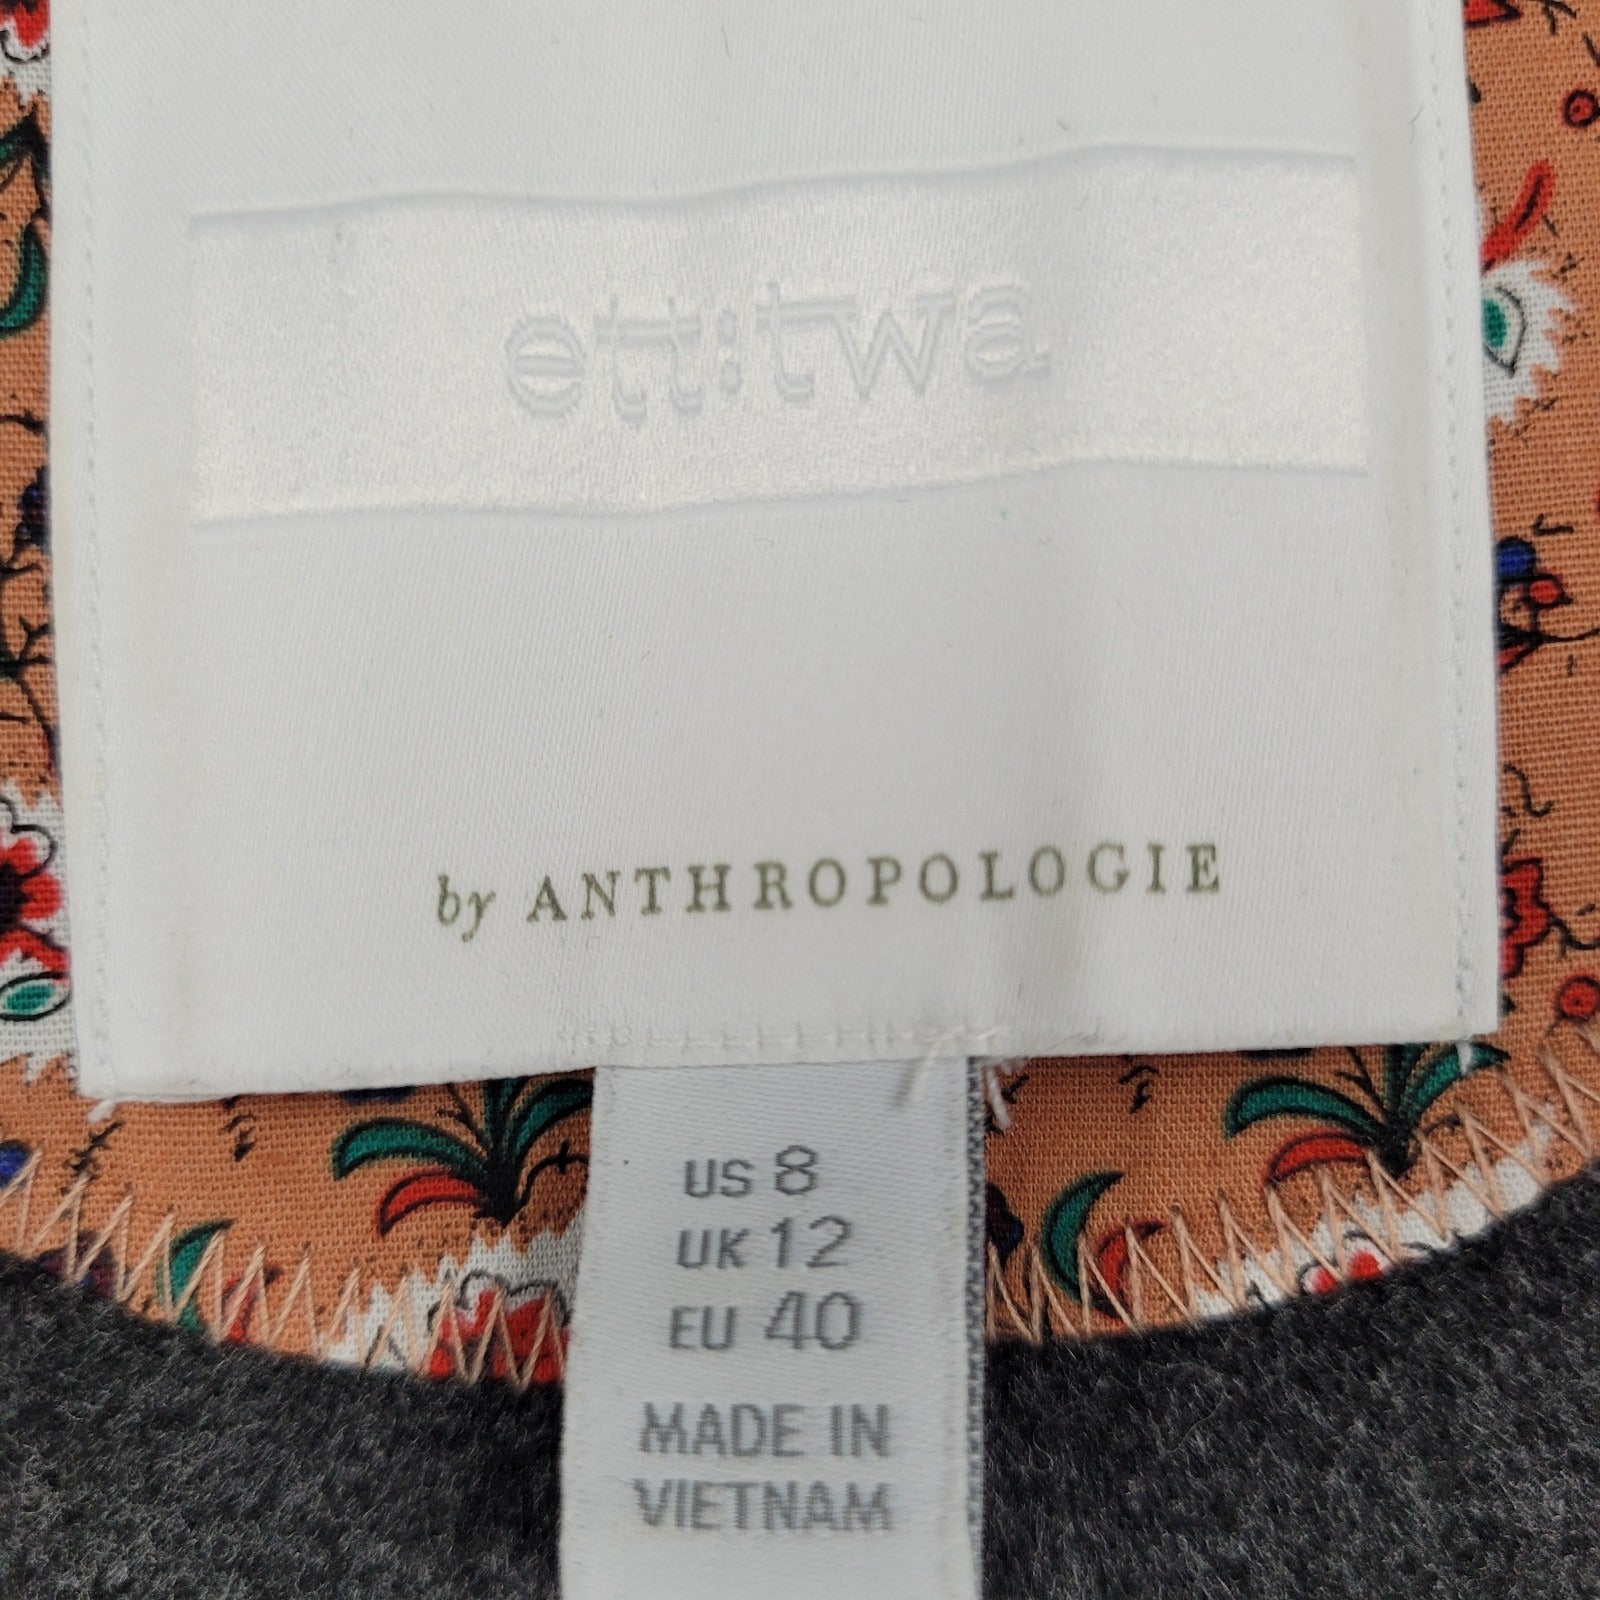 ett:twa
by ANTHROPOLOGIE
US 8
UK 12
EU 40
MADE IN
VIETNAM